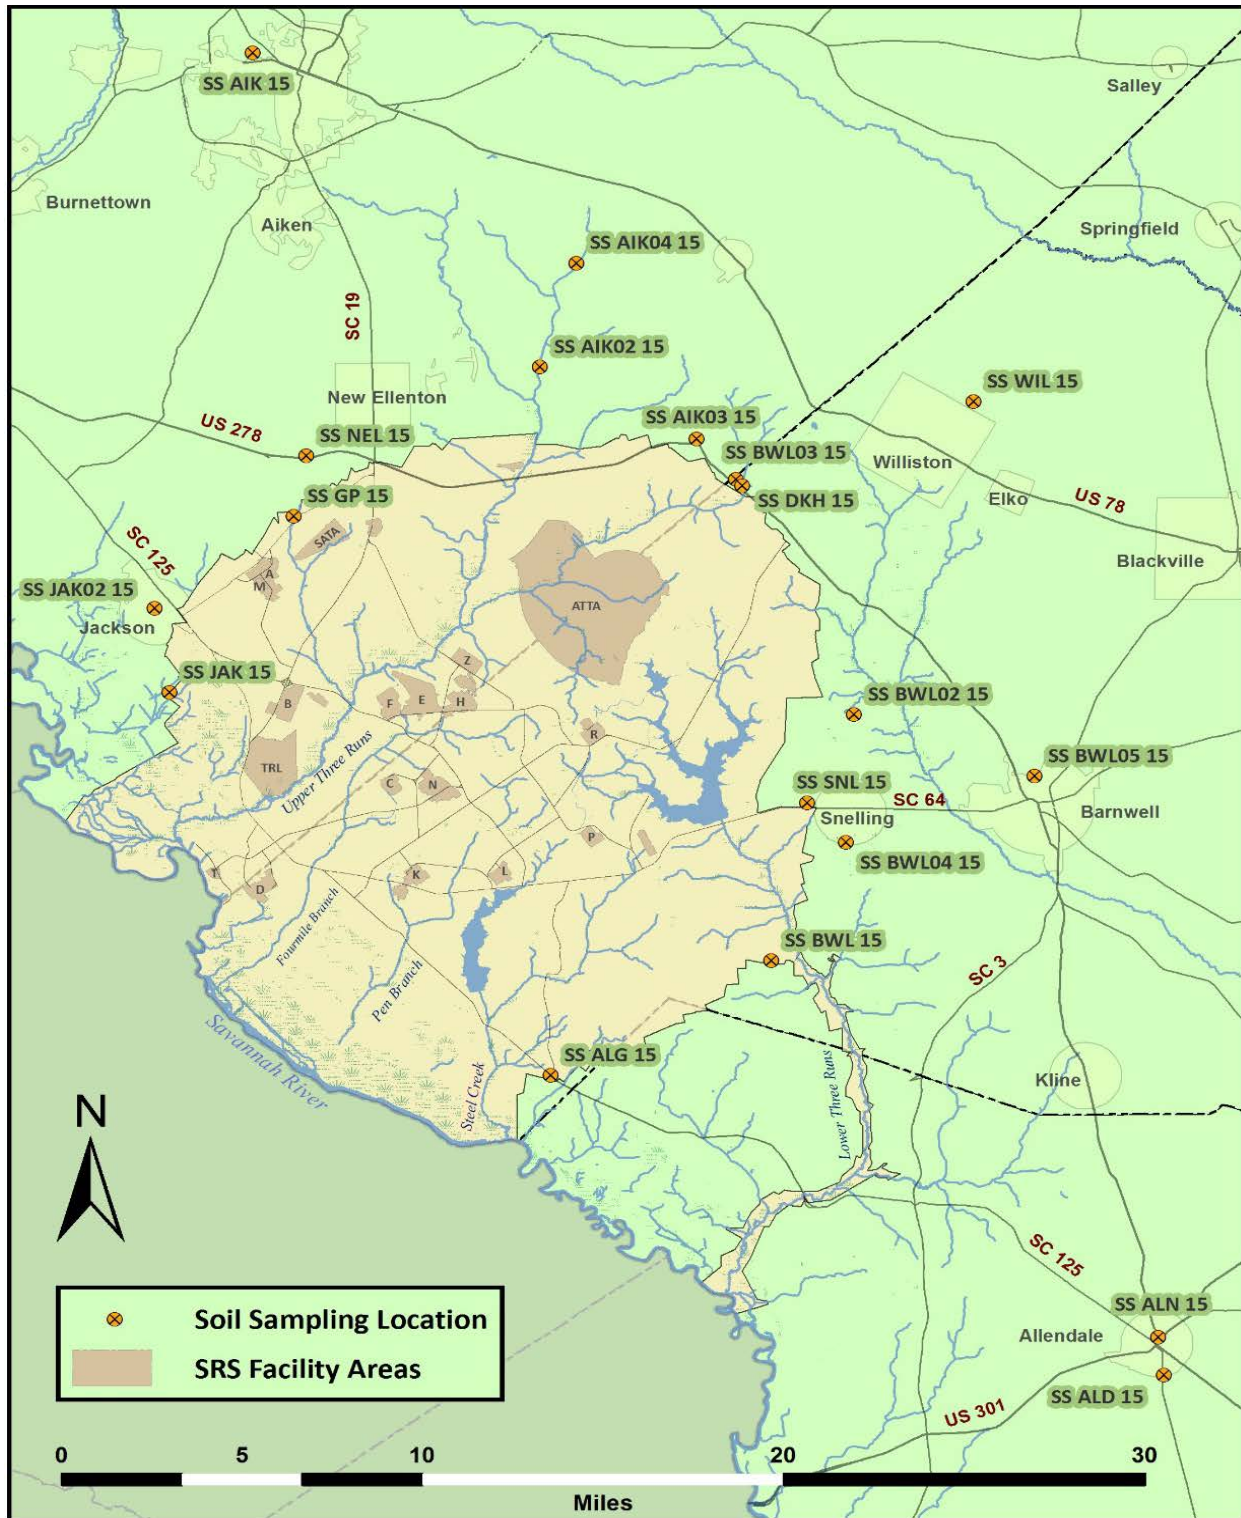 SS AIK 15
Salley
Burnettown
Aiken
Springfield
SS AIK04 15
SC 19
SS AIK02 15
New Ellenton
SS WIL 15
US 278
SS NEL 15
SS AIK03 15
SS BWL03 15
Williston
SS GP 15
SS DKH 15
Elko
US 78
SATA
SC 125
Blackville
A
M
SS JAK02 15
ATTA
Jackson
Z
SS JAK 15
SS BWL02 15
B
F
E
H
R
Upper Three Runs
TRL
SS BWL05 15
C
N
SS SNL 15
SC 64
Snelling
Barnwell
P
SS BWL04 15
T
D
K
L
Fourmile Branch
SS BWL 15
SC 3
Pen Branch
Savannah River
SS ALG 15
Kline
Steel Creek
Lower Three Runs
N
SC 125
Soil Sampling Location
SRS Facility Areas
SS ALN 15
Allendale
SS ALD 15
US 301
0 5 10 20 30
Miles